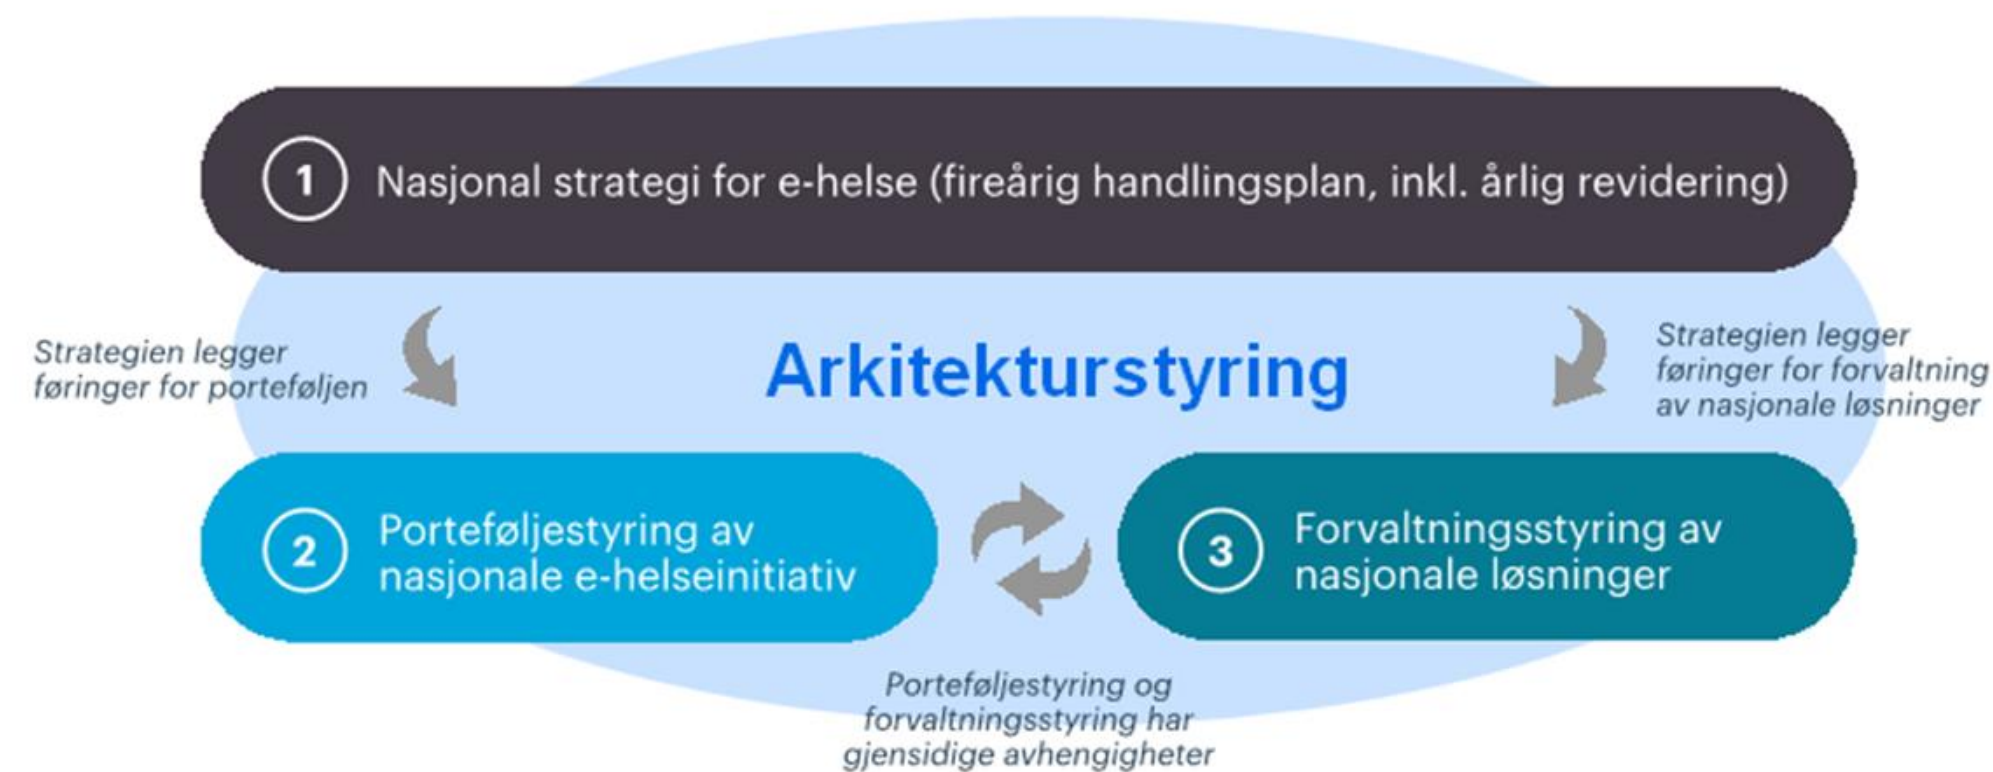 1 Nasjonal strategi for e-helse (fireårig handlingsplan, inkl. årlig revidering)
Strategien legger
føringer for porteføljen
Arkitekturstyring
Strategien legger
føringer for forvaltning
av nasjonale løsninger
2 Porteføljestyring av
nasjonale e-helseinitiativ
3 Forvaltningsstyring av
nasjonale løsninger
Porteføljestyring og
forvaltningsstyring har
gjensidige avhengigheter